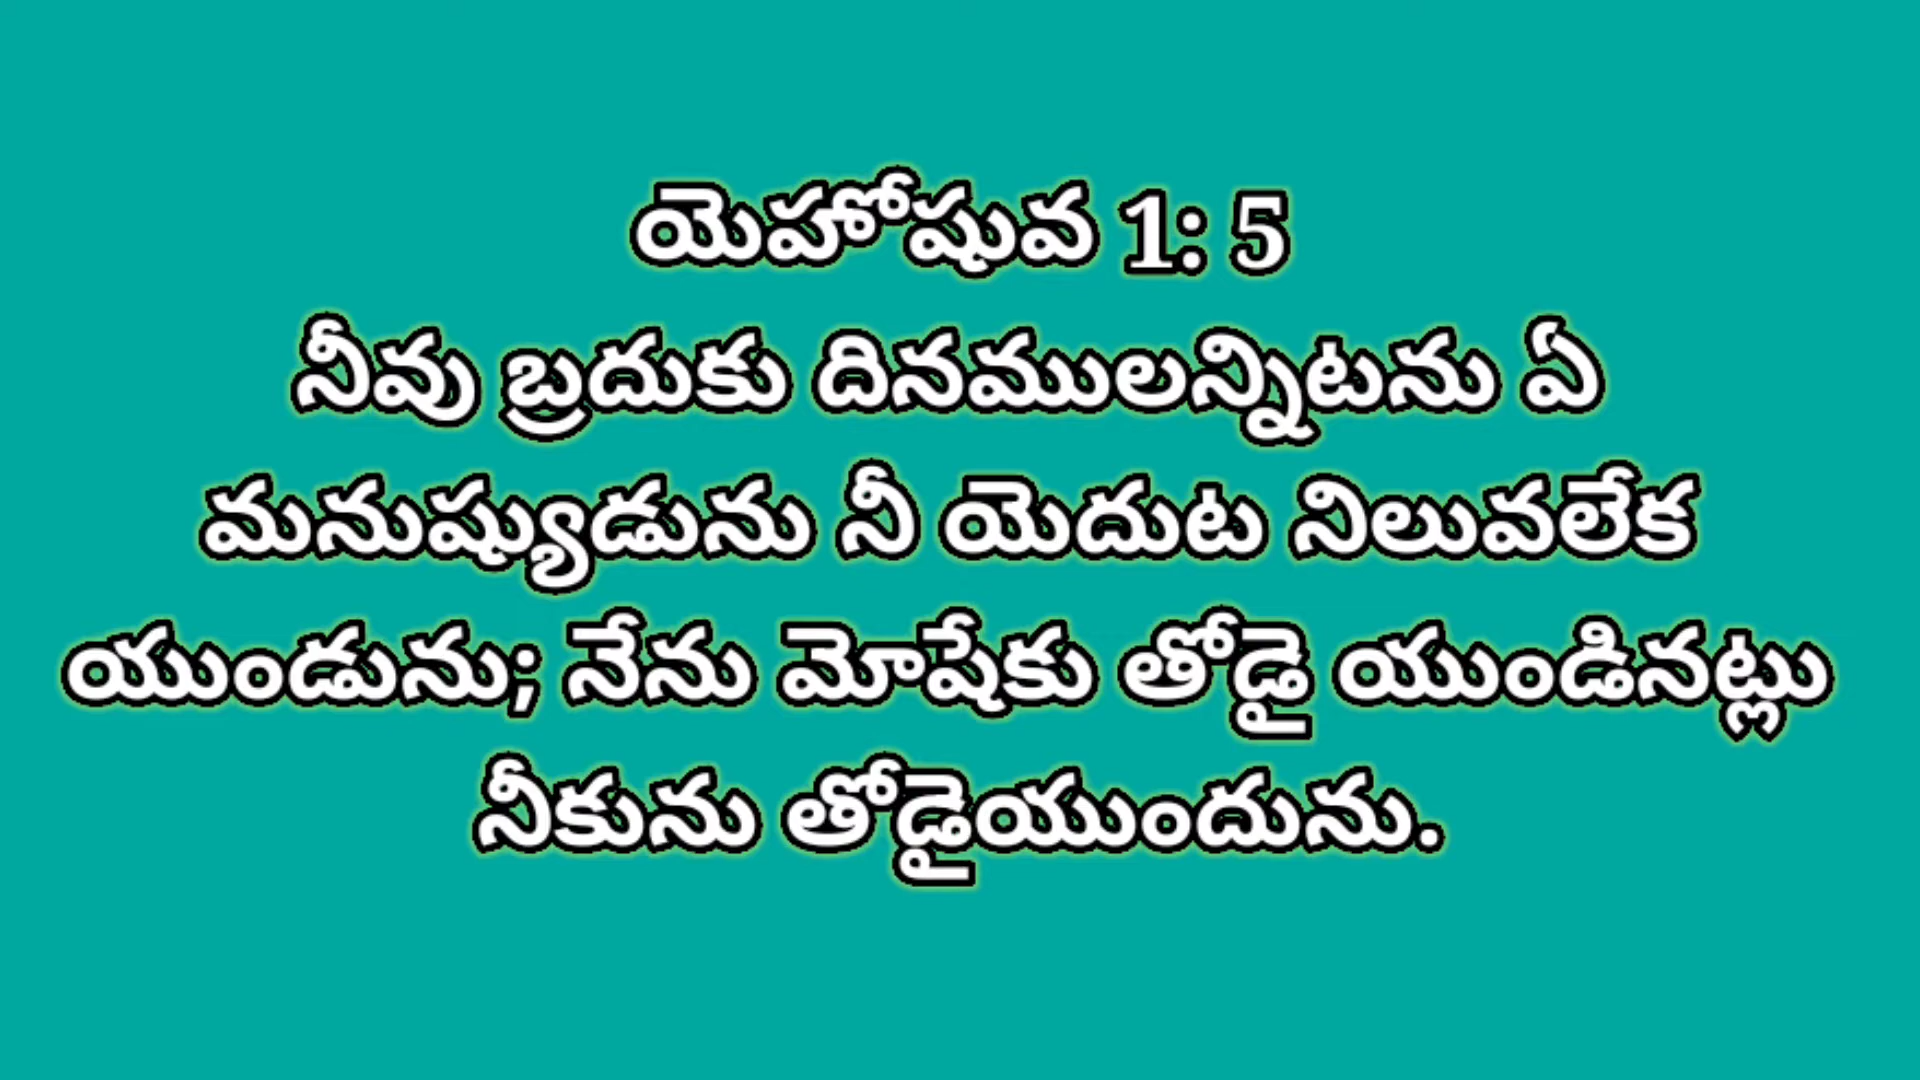 యెహోషువ 1: 5
నీవు బ్రదుకు దినములన్నిటను ఏ
మనుష్యుడును నీ యెదుట నిలువలేక
యుండును; నేను మోషేకు తోడై యుండినట్లు
నీకును తోడైయుందును.